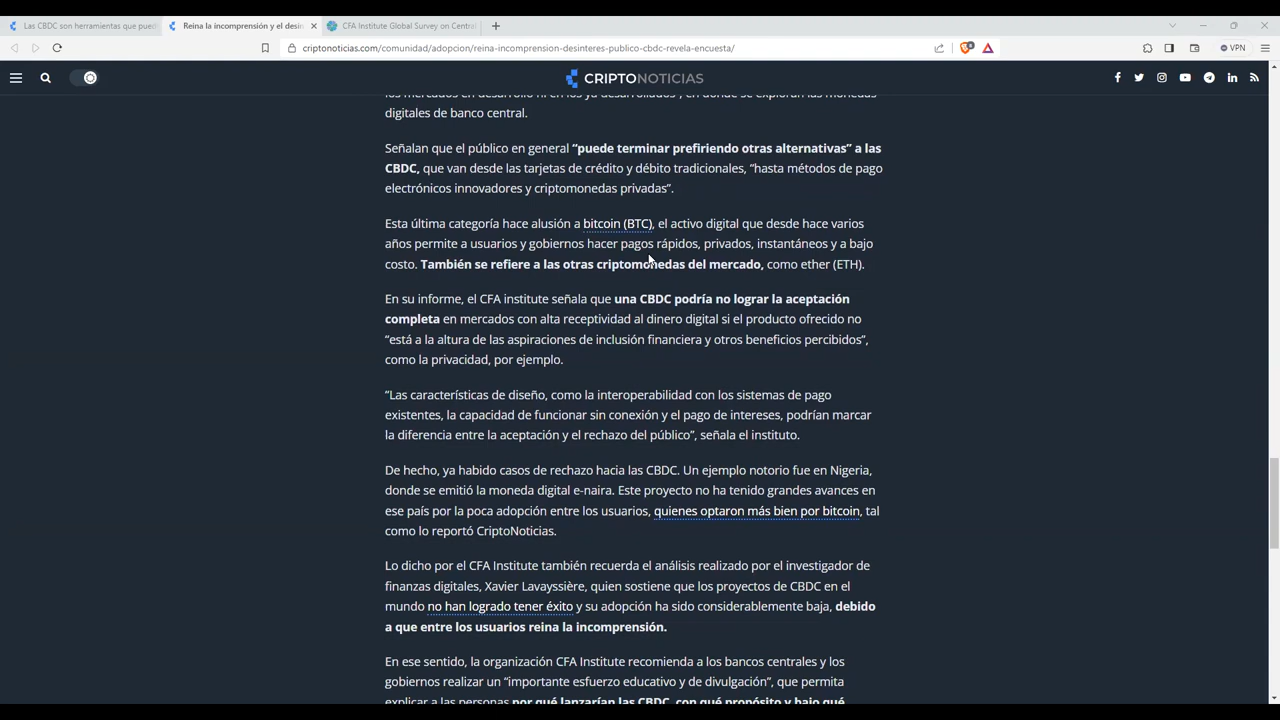 Las CBDC son herramientas que pued
Reina la incomprensión y el desin
CFA Institute Global Survey on Central
criptonoticias.com/comunidad/adopcion/reina-incomprension-desinteres-publico-cbdc-revela-encuesta/
VPN
CRIPTONOTICIAS
los mercados en desarrollo ni en los ya desarrollados”, en donde se exploran las monedas
digitales de banco central.
Señalan que el público en general “puede terminar prefiriendo otras alternativas” a las
CBDC, que van desde las tarjetas de crédito y débito tradicionales, “hasta métodos de pago
electrónicos innovadores y criptomonedas privadas”.
Esta última categoría hace alusión a bitcoin (BTC), el activo digital que desde hace varios
años permite a usuarios y gobiernos hacer pagos rápidos, privados, instantáneos y a bajo
costo. También se refiere a las otras criptomonedas del mercado, como ether (ETH).
En su informe, el CFA institute señala que una CBDC podría no lograr la aceptación
completa en mercados con alta receptividad al dinero digital si el producto ofrecido no
“está a la altura de las aspiraciones de inclusión financiera y otros beneficios percibidos”,
como la privacidad, por ejemplo.
“Las características de diseño, como la interoperabilidad con los sistemas de pago
existentes, la capacidad de funcionar sin conexión y el pago de intereses, podrían marcar
la diferencia entre la aceptación y el rechazo del público”, señala el instituto.
De hecho, ya habido casos de rechazo hacia las CBDC. Un ejemplo notorio fue en Nigeria,
donde se emitió la moneda digital e-naira. Este proyecto no ha tenido grandes avances en
ese país por la poca adopción entre los usuarios, quienes optaron más bien por bitcoin, tal
como lo reportó CriptoNoticias.
Lo dicho por el CFA Institute también recuerda el análisis realizado por el investigador de
finanzas digitales, Xavier Lavayssière, quien sostiene que los proyectos de CBDC en el
mundo no han logrado tener éxito y su adopción ha sido considerablemente baja, debido
a que entre los usuarios reina la incomprensión.
En ese sentido, la organización CFA Institute recomienda a los bancos centrales y los
gobiernos realizar un “importante esfuerzo educativo y de divulgación”, que permita
explicar a las personas por qué lanzarían las CBDC, con qué propósito y bajo qué